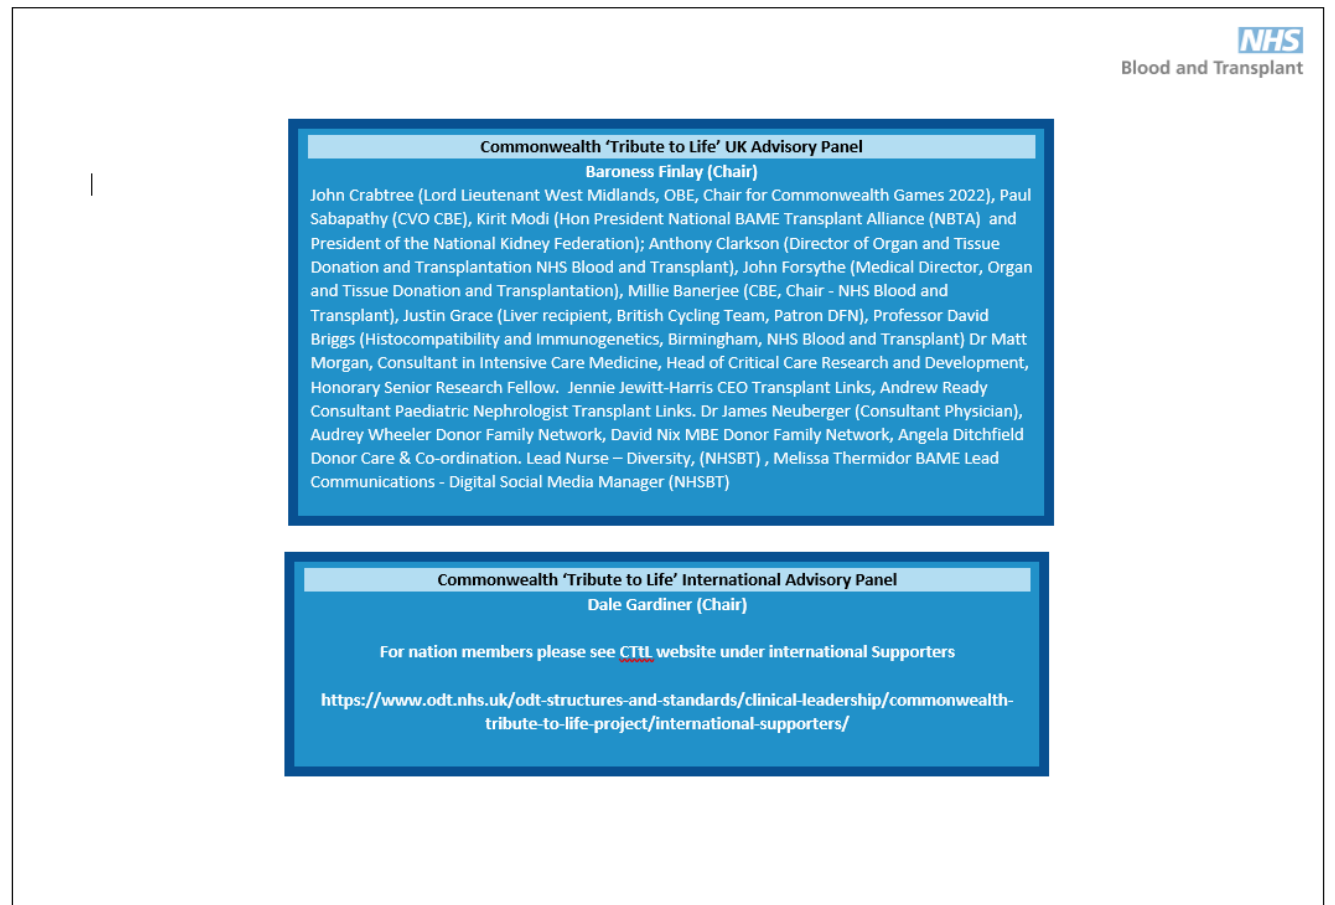 NHS
Blood and Transplant
Commonwealth ‘Tribute to Life’ UK Advisory Panel
Baroness Finlay (Chair)
John Crabtree (Lord Lieutenant West Midlands, OBE, Chair for Commonwealth Games 2022), Paul
Sabapathy (CVO CBE), Kirit Modi (Hon President National BAME Transplant Alliance (NBTA)  and
President of the National Kidney Federation); Anthony Clarkson (Director of Organ and Tissue
Donation and Transplantation NHS Blood and Transplant), John Forsythe (Medical Director, Organ
and Tissue Donation and Transplantation), Millie Banerjee (CBE, Chair - NHS Blood and
Transplant), Justin Grace (Liver recipient, British Cycling Team, Patron DFN), Professor David
Briggs (Histocompatibility and Immunogenetics, Birmingham, NHS Blood and Transplant) Dr Matt
Morgan, Consultant in Intensive Care Medicine, Head of Critical Care Research and Development,
Honorary Senior Research Fellow.  Jennie Jewitt-Harris CEO Transplant Links, Andrew Ready
Consultant Paediatric Nephrologist Transplant Links. Dr James Neuberger (Consultant Physician),
Audrey Wheeler Donor Family Network, David Nix MBE Donor Family Network, Angela Ditchfield
Donor Care & Co-ordination. Lead Nurse – Diversity, (NHSBT) , Melissa Thermidor BAME Lead
Communications - Digital Social Media Manager (NHSBT)
Commonwealth ‘Tribute to Life’ International Advisory Panel
Dale Gardiner (Chair)
For nation members please see CTtL website under international Supporters
https://www.odt.nhs.uk/odt-structures-and-standards/clinical-leadership/commonwealth-
tribute-to-life-project/international-supporters/